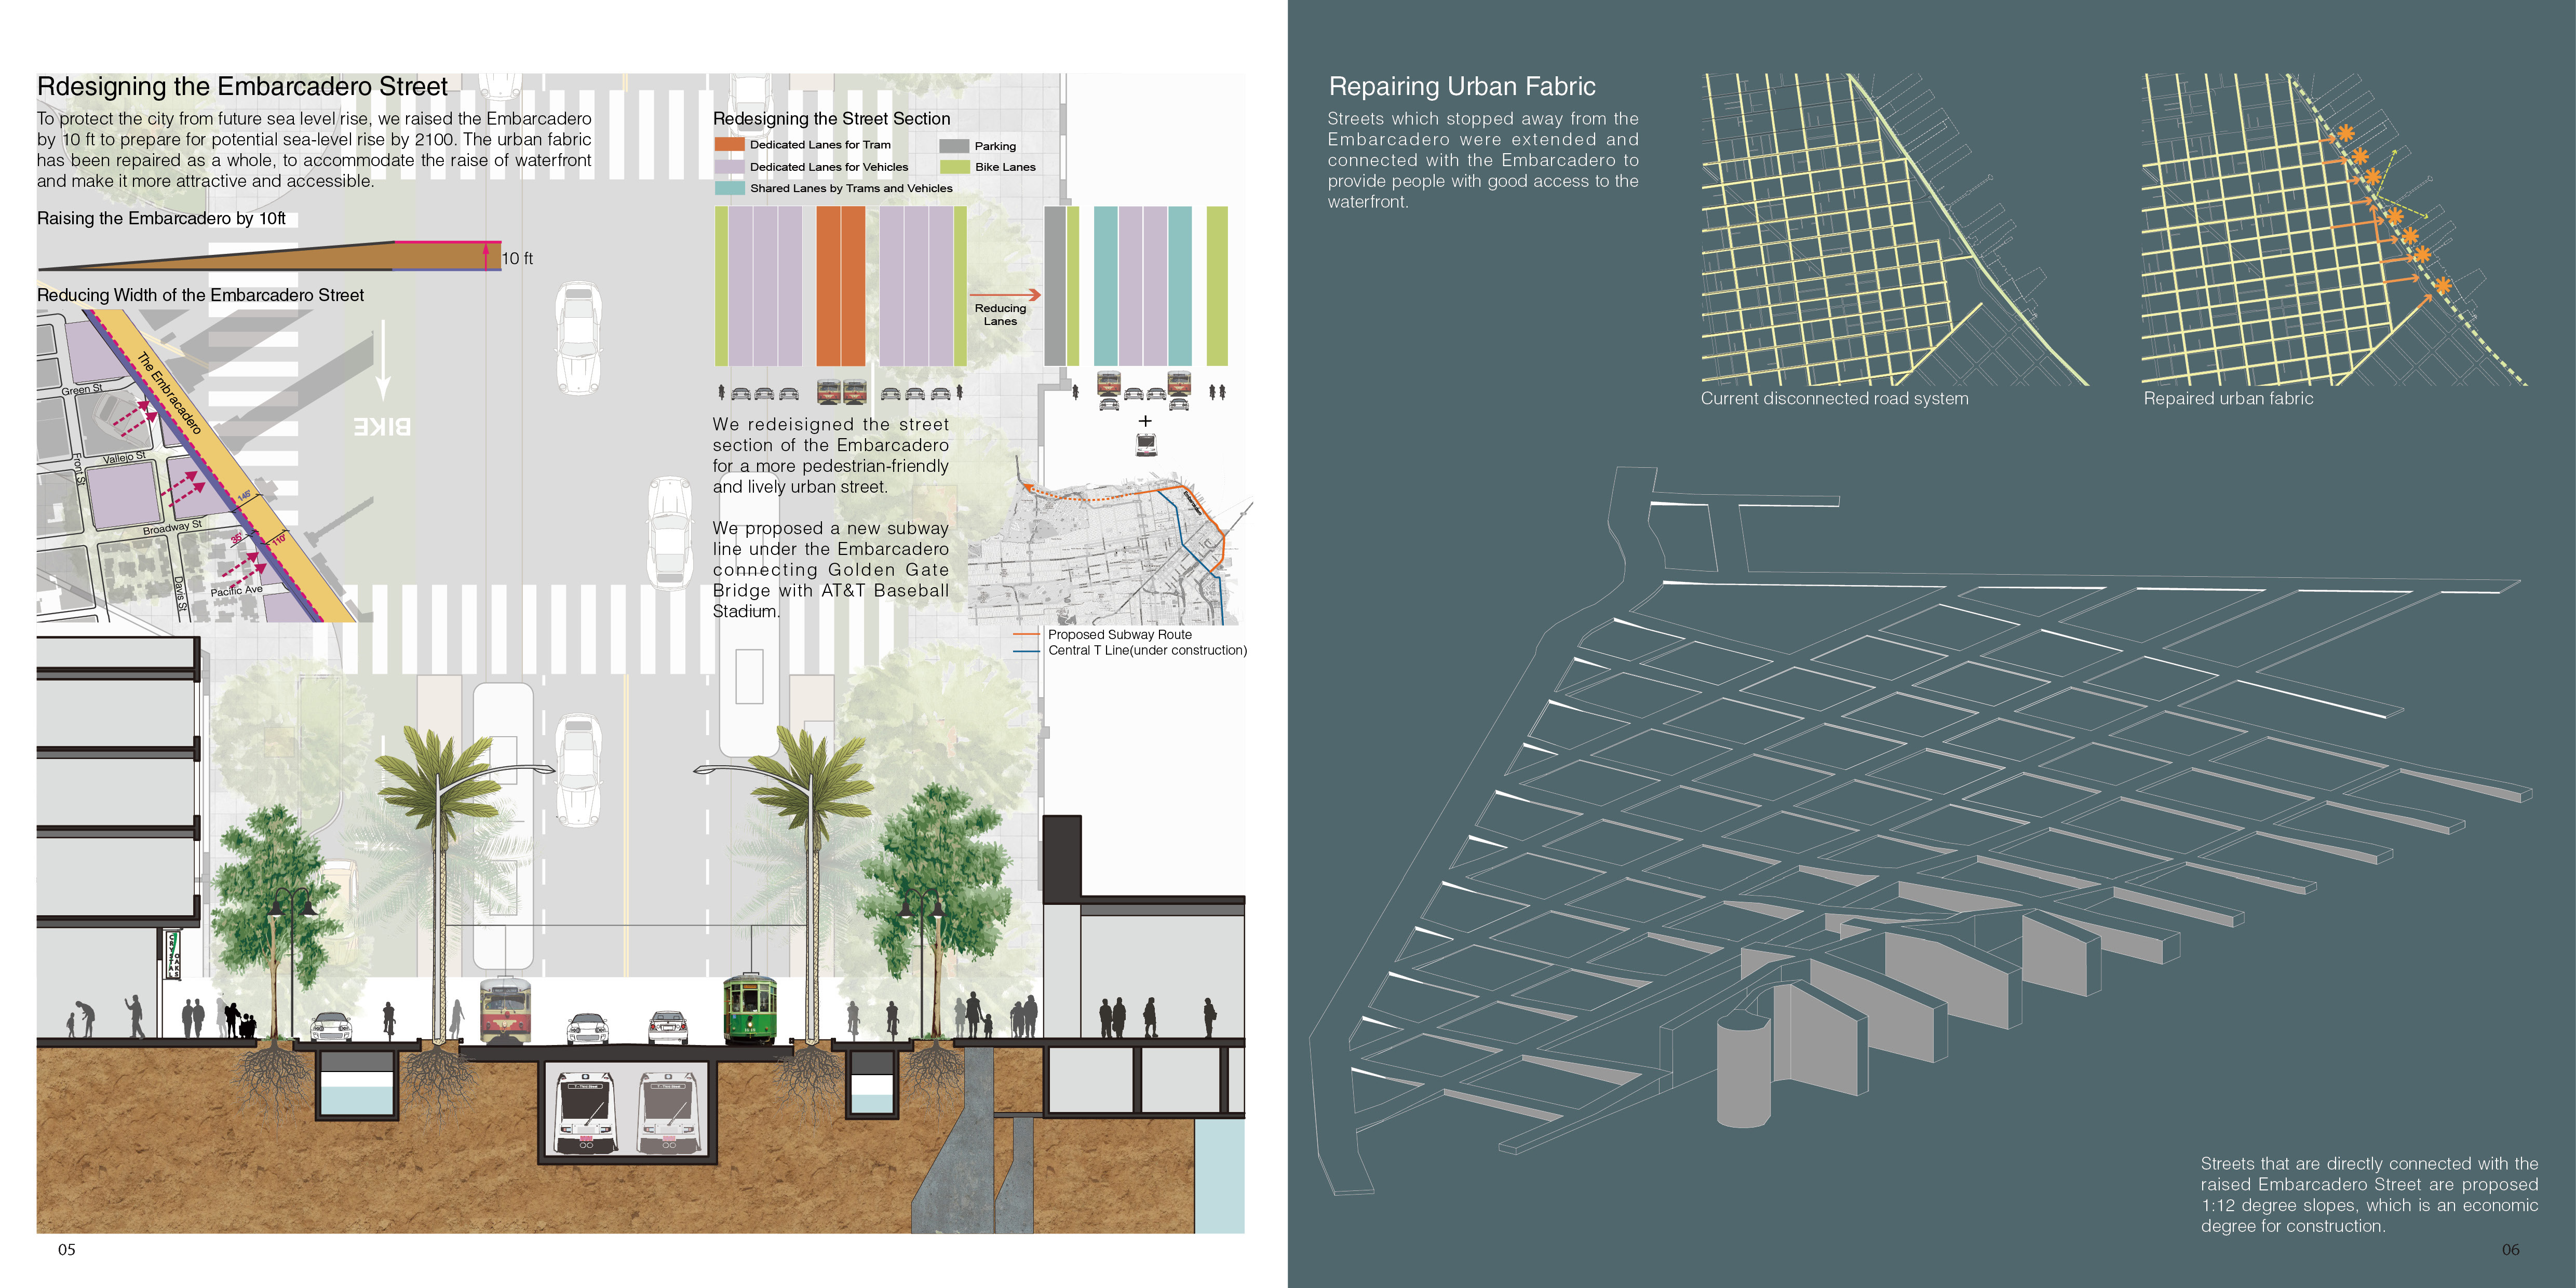 Rdesigning the Embarcadero Street
To protect the city from future sea level rise, we raised the Embarcadero
by 10 ft to prepare for potential sea-level rise by 2100. The urban fabric
has been repaired as a whole, to accommodate the raise of waterfront
and make it more attractive and accessible.
Raising the Embarcadero by 10ft
10 ft
Reducing Width of the Embarcadero Street
The Embracadero
Green St
Front St
Vallejo St
Broadway St
Davis St
Pacific Ave
146'
35'
110'
BIKE
Redesigning the Street Section
Dedicated Lanes for Tram
Parking
Dedicated Lanes for Vehicles
Bike Lanes
Shared Lanes by Trams and Vehicles
Reducing
Lanes
+
We redeisigned the street
section of the Embarcadero
for a more pedestrian-friendly
and lively urban street.
We proposed a new subway
line under the Embarcadero
connecting Golden Gate
Bridge with AT&T Baseball
Stadium.
Embarcadero
Proposed Subway Route
Central T Line(under construction)
CRYSTAL
OAKS
05
Repairing Urban Fabric
Streets which stopped away from the
Embarcadero were extended and
connected with the Embarcadero to
provide people with good access to the
waterfront.
Current disconnected road system
Repaired urban fabric
Streets that are directly connected with the
raised Embarcadero Street are proposed
1:12 degree slopes, which is an economic
degree for construction.
06